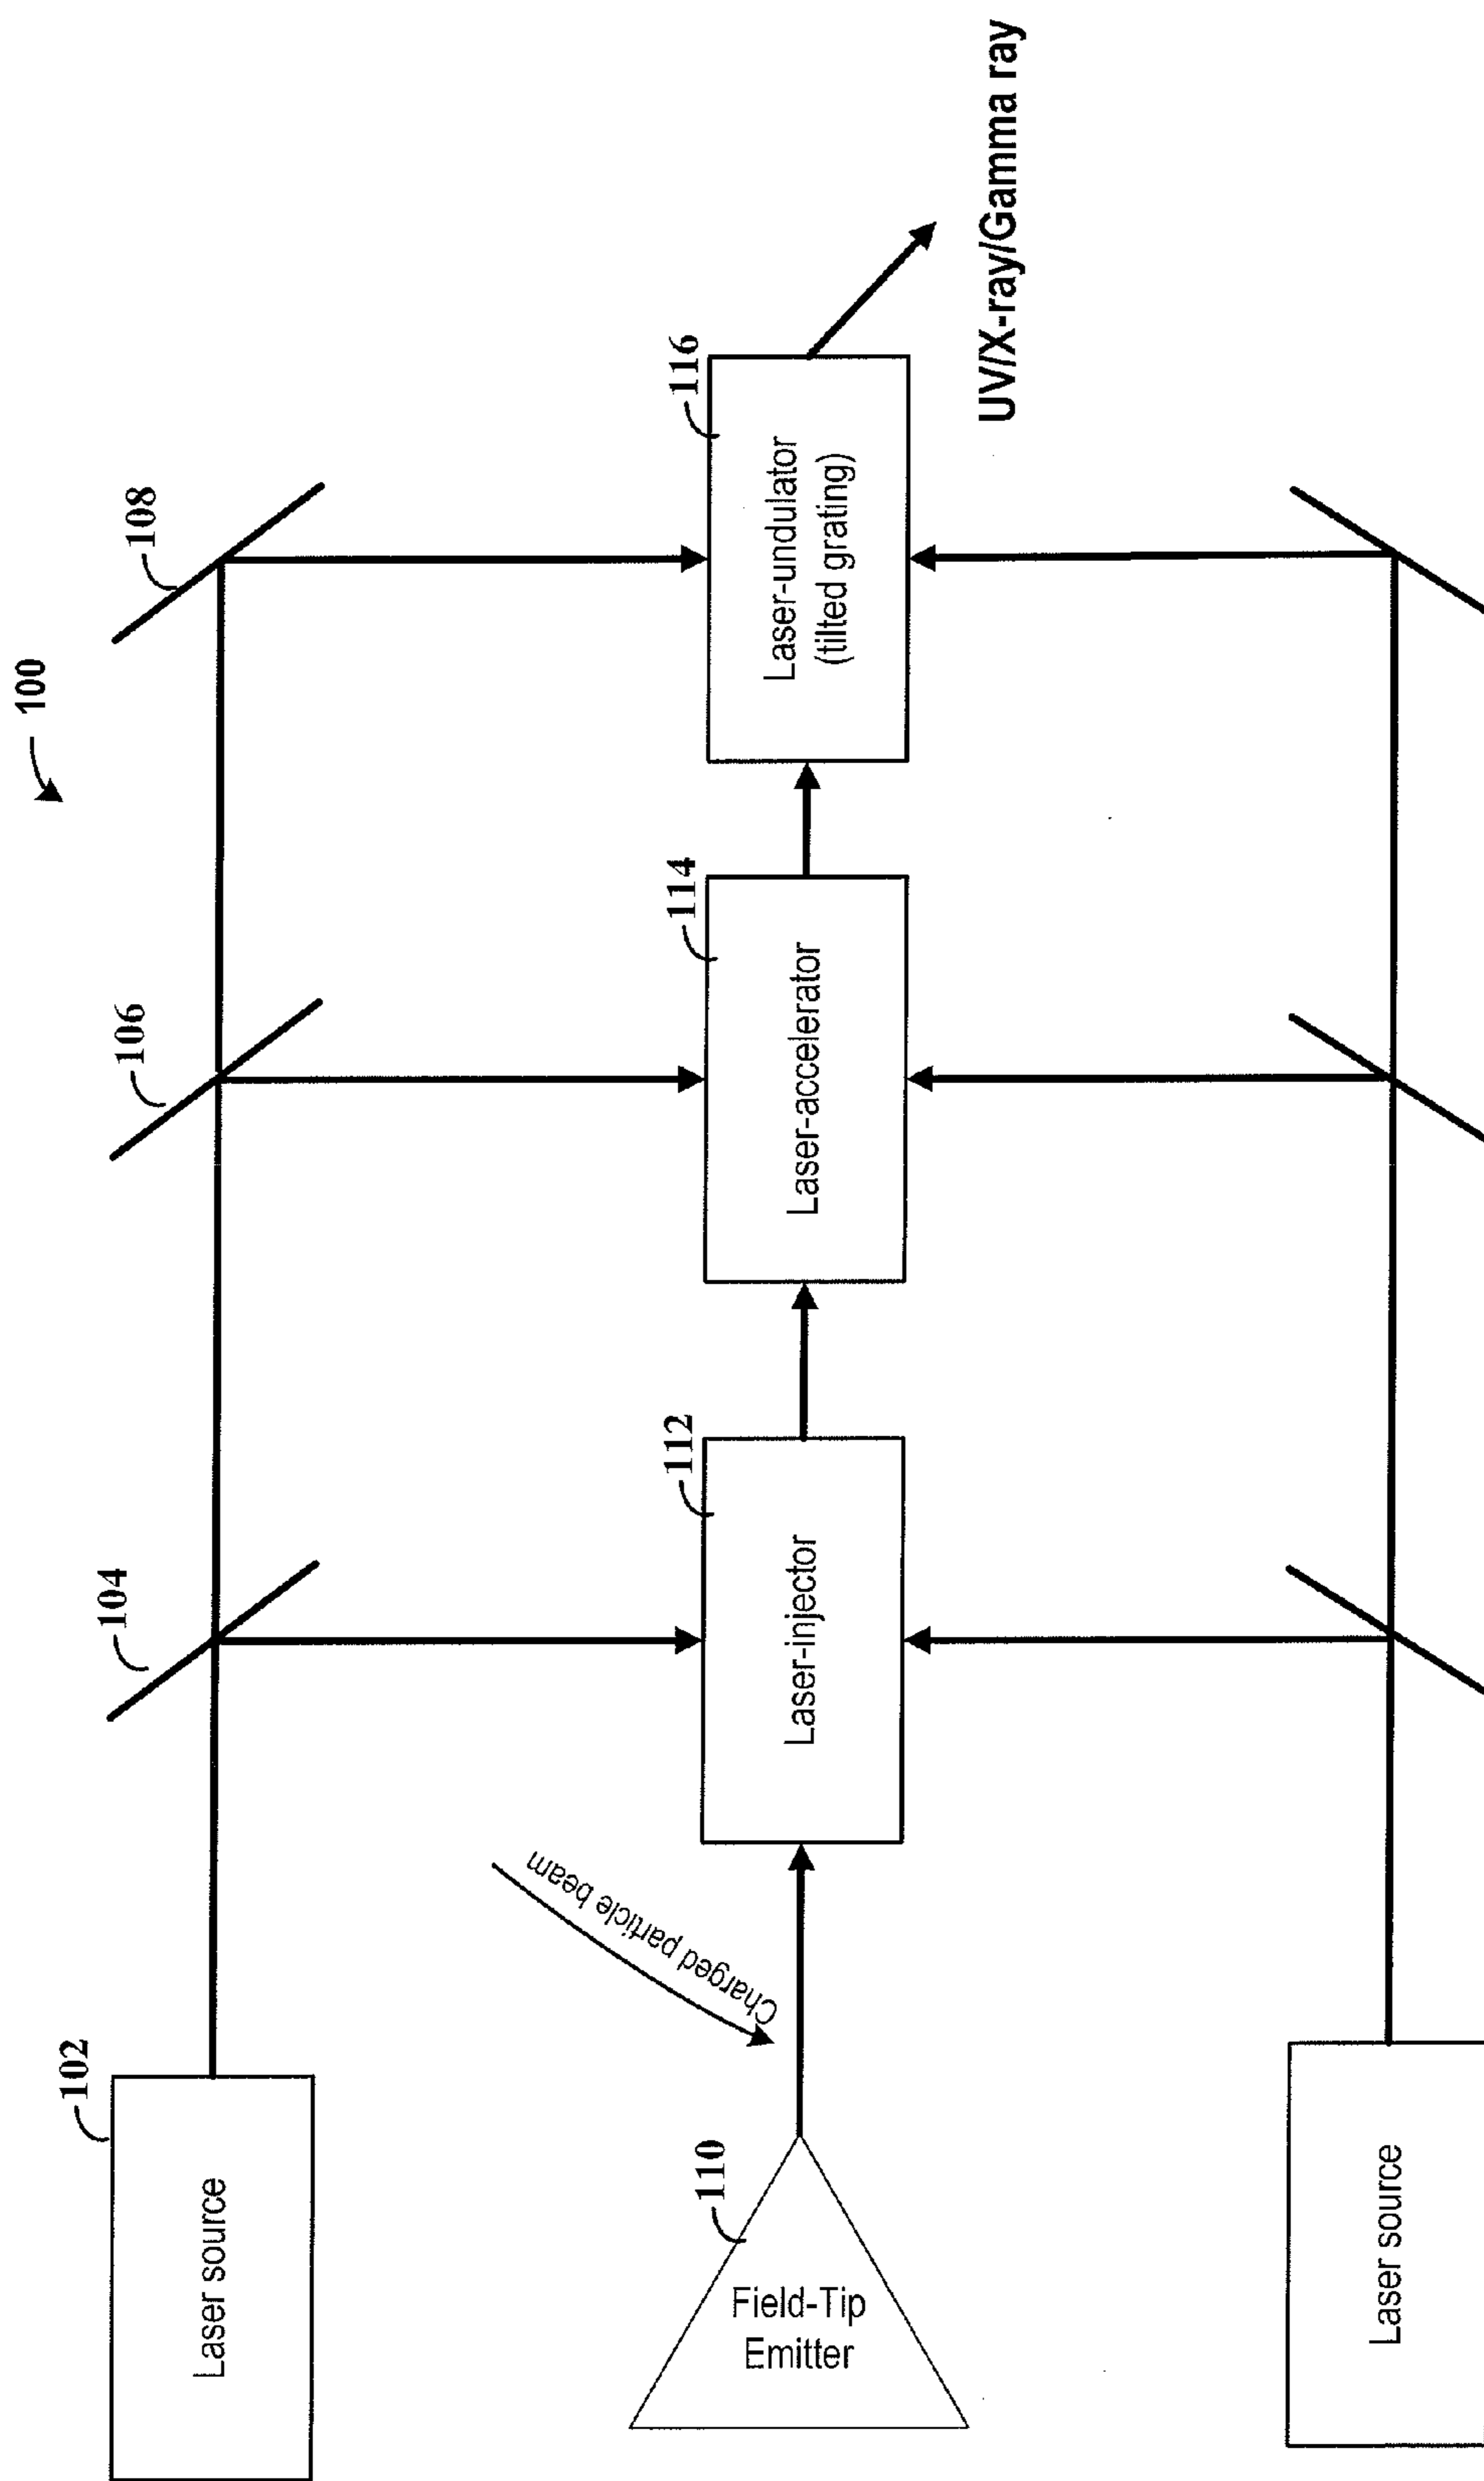 100
102
Laser source
104
106
108
Charged particle beam
110
Field-Tip
Emitter
112
Laser-injector
114
Laser-accelerator
116
Laser-undulator
(tilted grating)
UV/X-ray/Gamma ray
Laser source